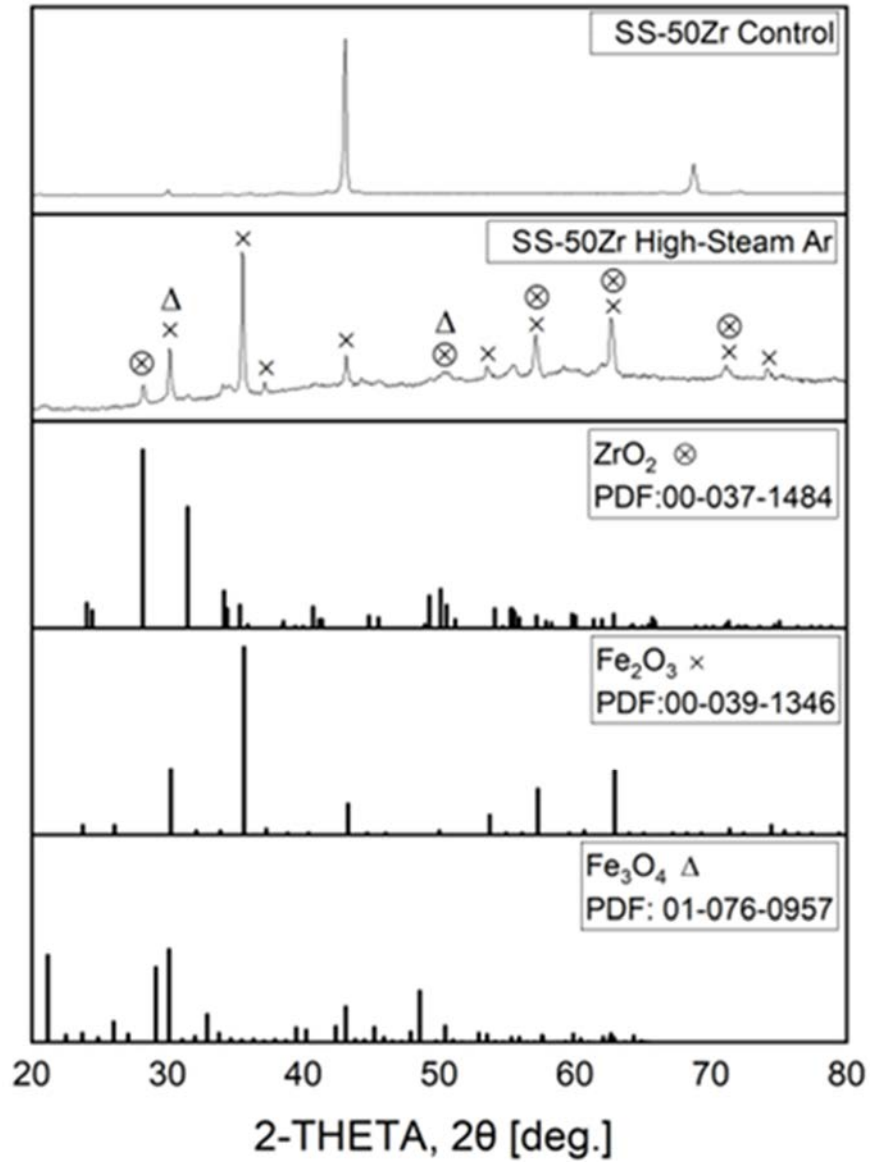 SS-50Zr Control
SS-50Zr High-Steam Ar
× Δ × ⊗ × × Δ ⊗ × ⊗ × ⊗ × ⊗ × ×
ZrO₂ ⊗
PDF:00-037-1484
Fe₂O₃ ×
PDF:00-039-1346
Fe₃O₄ Δ
PDF: 01-076-0957
20 30 40 50 60 70 80
2-THETA, 2θ [deg.]